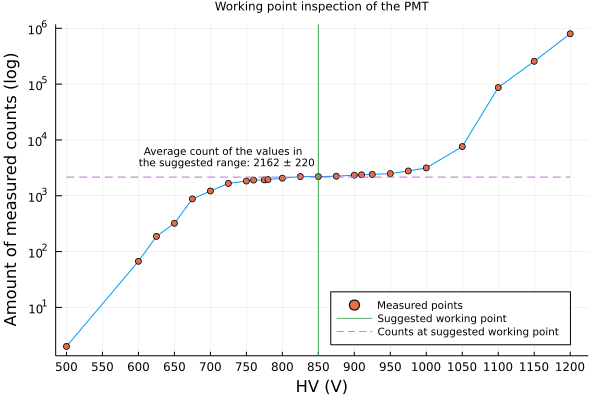 Working point inspection of the PMT
Amount of measured counts (log)
10^6
10^5
10^4
10^3
10^2
10^1
Average count of the values in
the suggested range: 2162 ± 220
Measured points
Suggested working point
Counts at suggested working point
500 550 600 650 700 750 800 850 900 950 1000 1050 1100 1150 1200
HV (V)